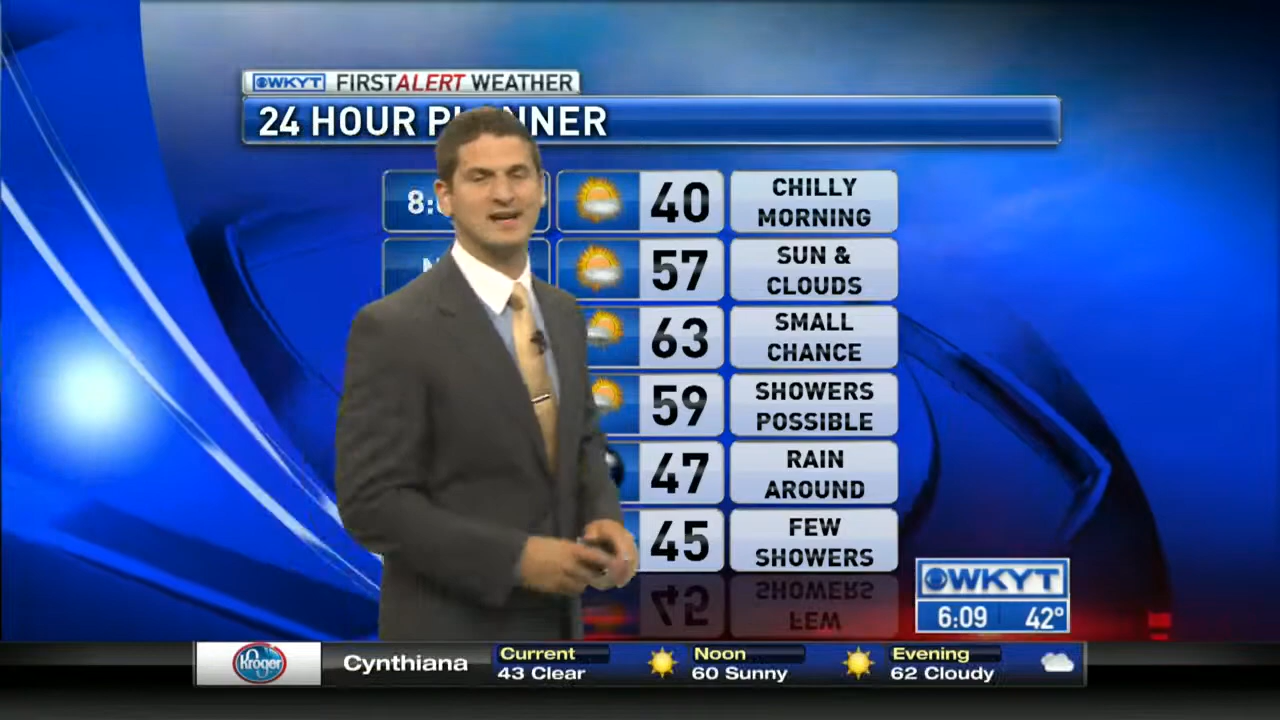 WKYT FIRSTALERT WEATHER
24 HOUR
40 CHILLY
MORNING
57 SUN &
CLOUDS
63 SMALL
CHANCE
59 SHOWERS
POSSIBLE
47 RAIN
AROUND
45 FEW
SHOWERS
WKYT
6:09 42°
Kroger Cynthiana
Current
43 Clear
Noon
60 Sunny
Evening
62 Cloudy